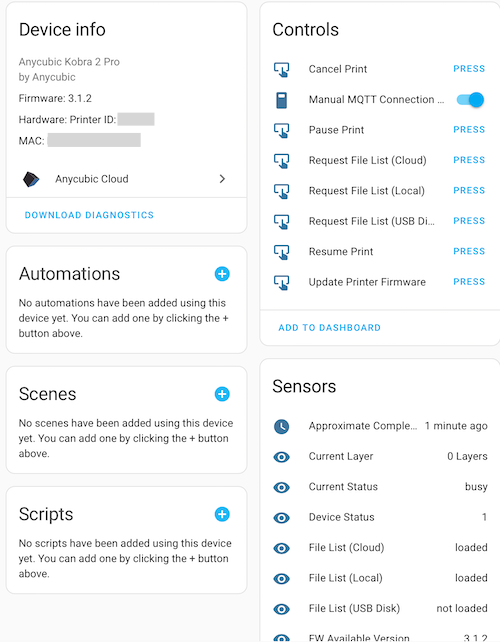 Device info
Anycubic Kobra 2 Pro
by Anycubic
Firmware: 3.1.2
Hardware: Printer ID:
MAC:
Anycubic Cloud
DOWNLOAD DIAGNOSTICS
Automations
No automations have been added using this
device yet. You can add one by clicking the +
button above.
Scenes
No scenes have been added using this device
yet. You can add one by clicking the + button
above.
Scripts
No scripts have been added using this device
yet. You can add one by clicking the + button
above.
Controls
Cancel Print PRESS
Manual MQTT Connection ...
Pause Print PRESS
Request File List (Cloud) PRESS
Request File List (Local) PRESS
Request File List (USB Di... PRESS
Resume Print PRESS
Update Printer Firmware PRESS
ADD TO DASHBOARD
Sensors
Approximate Comple... 1 minute ago
Current Layer 0 Layers
Current Status busy
Device Status 1
File List (Cloud) loaded
File List (Local) loaded
File List (USB Disk) not loaded
FW Available Version 3.1.2